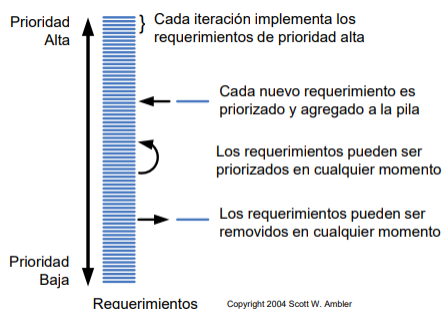 Prioridad
Alta
Cada iteración implementa los
requerimientos de prioridad alta
Cada nuevo requerimiento es
priorizado y agregado a la pila
Los requerimientos pueden ser
priorizados en cualquier momento
Los requerimientos pueden ser
removidos en cualquier momento
Prioridad
Baja
Requerimientos
Copyright 2004 Scott W. Ambler